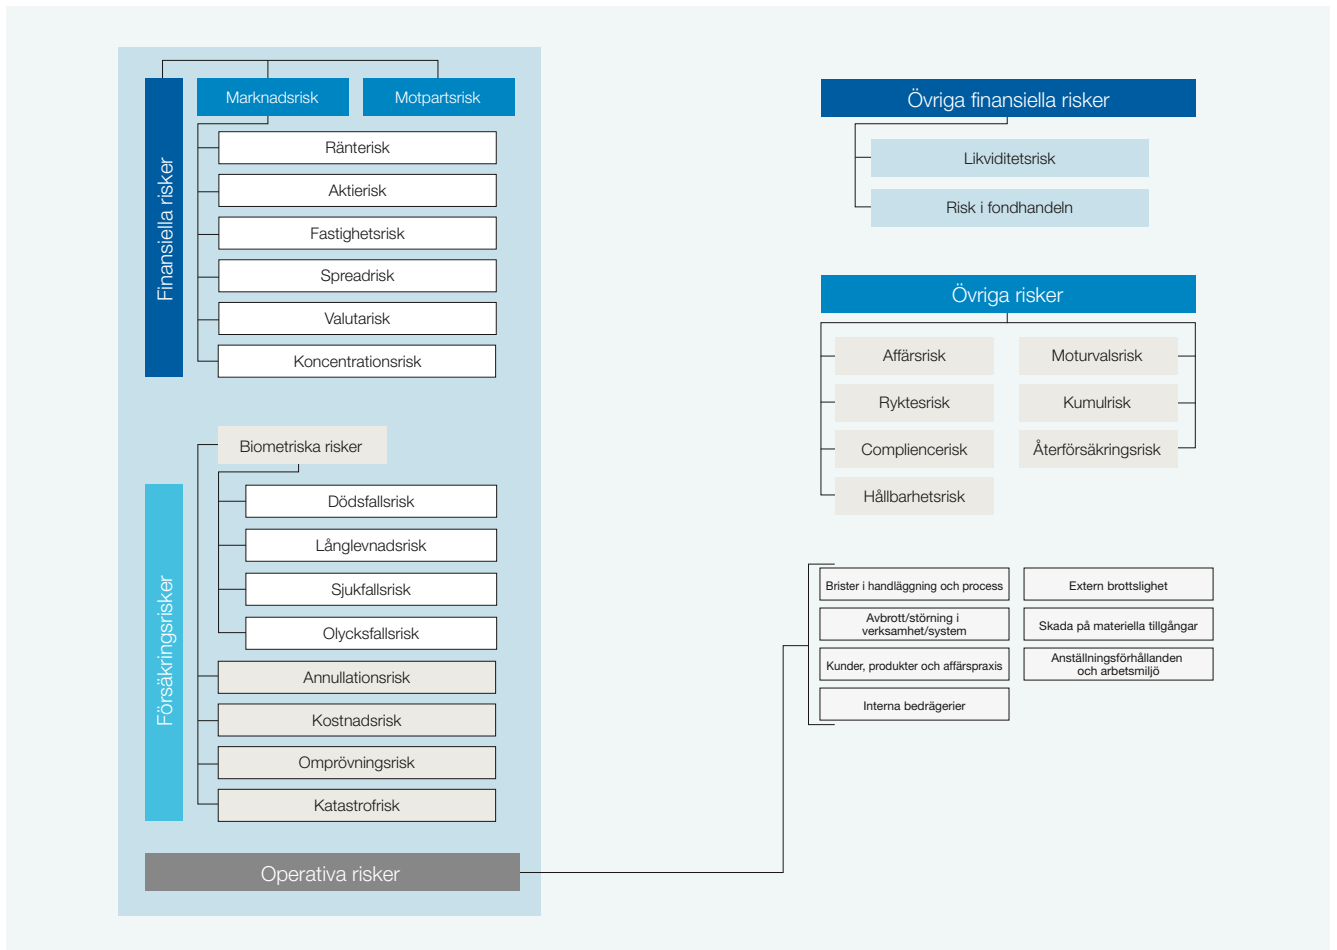 Finansiella risker
Marknadsrisk
Motpartsrisk
Ränterisk
Aktierisk
Fastighetsrisk
Spreadrisk
Valutarisk
Koncentrationsrisk
Försäkringsrisker
Biometriska risker
Dödsfallsrisk
Långlevnadsrisk
Sjukfallsrisk
Olycksfallsrisk
Annullationsrisk
Kostnadsrisk
Omprövningsrisk
Katastrofrisk
Operativa risker
Övriga finansiella risker
Likviditetsrisk
Risk i fondhandeln
Övriga risker
Affärsrisk
Ryktesrisk
Compliencerisk
Hållbarhetsrisk
Moturvalsrisk
Kumulrisk
Återförsäkringsrisk
Brister i handläggning och process
Avbrott/störning i
verksamhet/system
Kunder, produkter och affärspraxis
Interna bedrägerier
Extern brottslighet
Skada på materiella tillgångar
Anställningsförhållanden
och arbetsmiljö